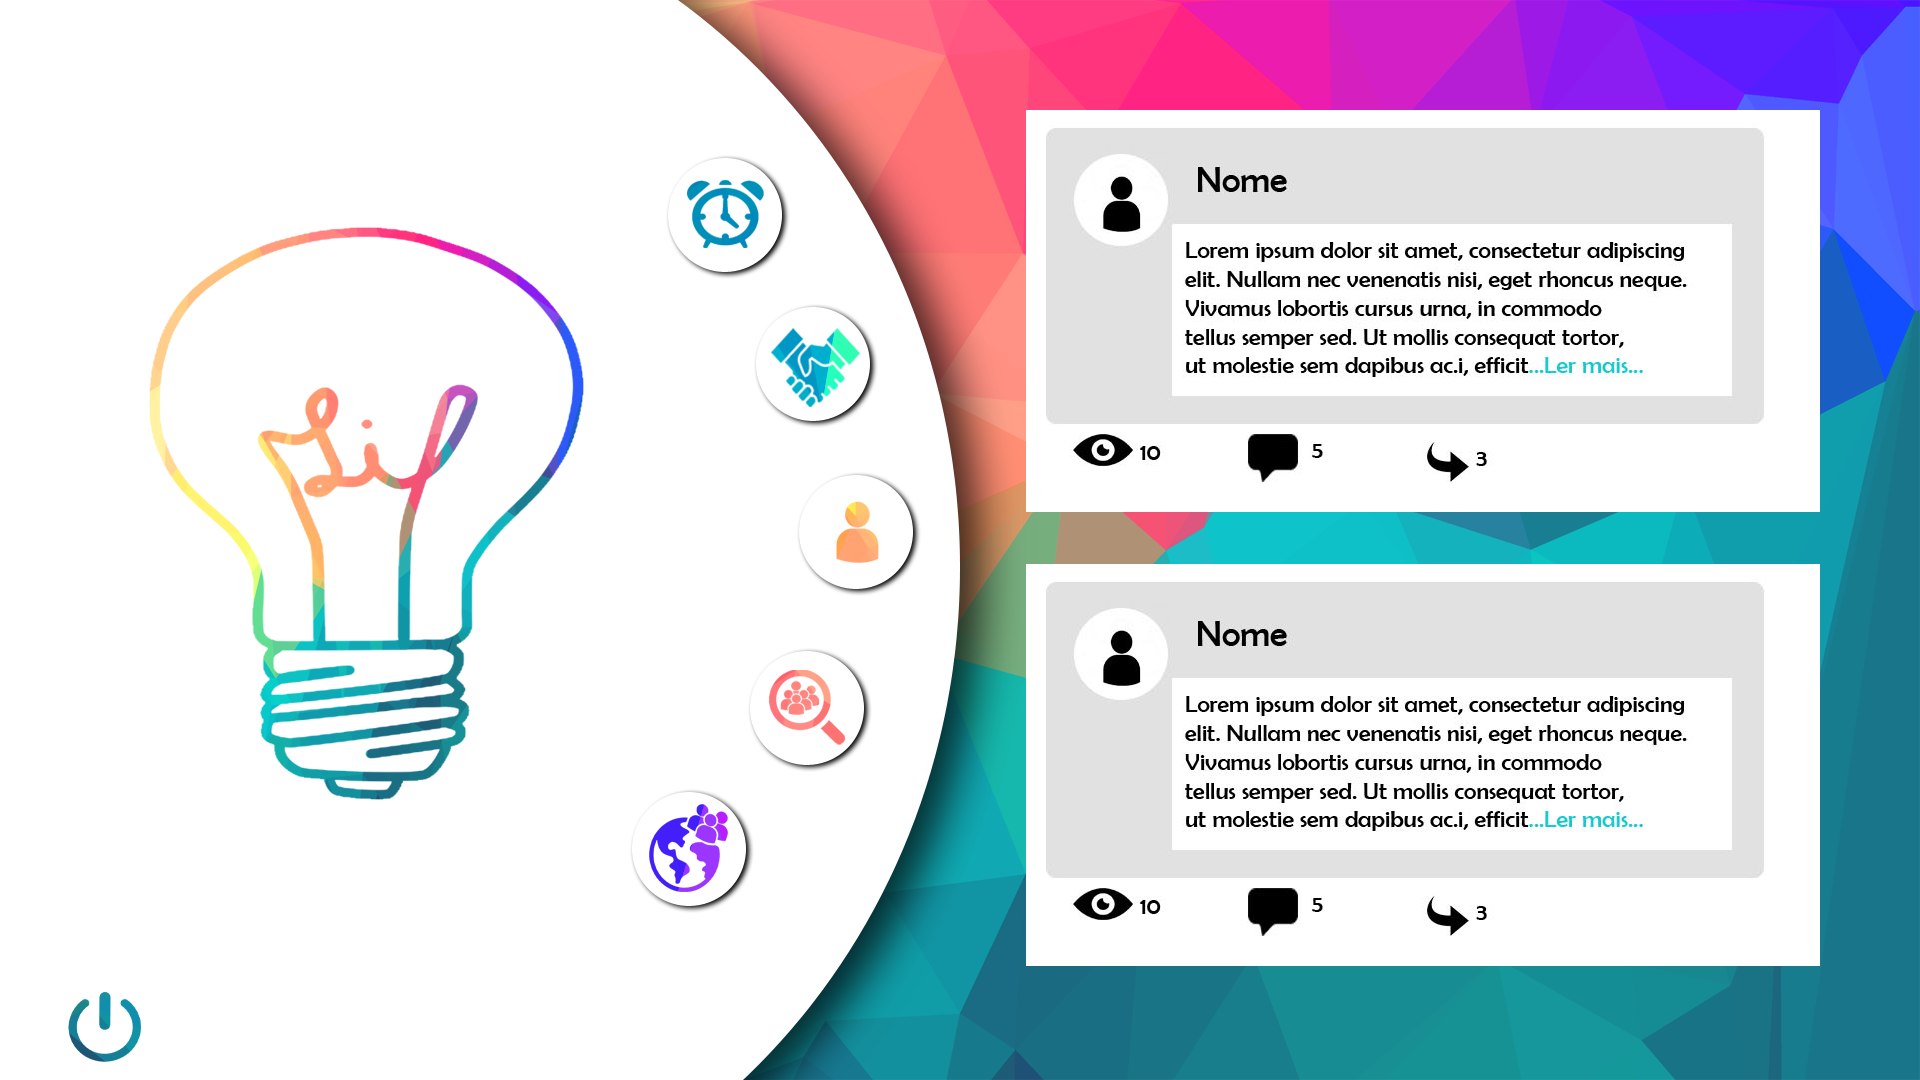 Lil
Nome
Lorem ipsum dolor sit amet, consectetur adipiscing
elit. Nullam nec venenatis nisi, eget rhoncus neque.
Vivamus lobortis cursus urna, in commodo
tellus semper sed. Ut mollis consequat tortor,
ut molestie sem dapibus ac.i, efficit...Ler mais...
10 5 3
Nome
Lorem ipsum dolor sit amet, consectetur adipiscing
elit. Nullam nec venenatis nisi, eget rhoncus neque.
Vivamus lobortis cursus urna, in commodo
tellus semper sed. Ut mollis consequat tortor,
ut molestie sem dapibus ac.i, efficit...Ler mais...
10 5 3